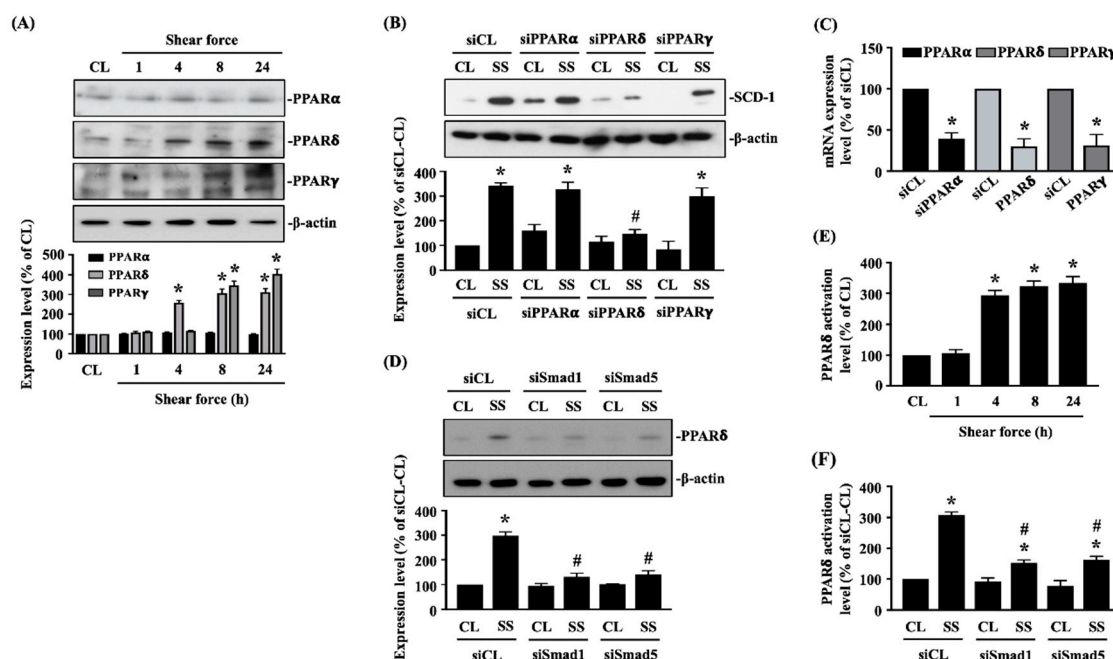 (A)
Shear force
CL 1 4 8 24
-PPARα
-PPARδ
-PPARγ
-β-actin
Expression level (% of CL)
500
400
300
200
100
0
PPARα
PPARδ
PPARγ
* * * * *
CL 1 4 8 24
Shear force (h)
(B)
siCL siPPARα siPPARδ siPPARγ
CL SS CL SS CL SS CL SS
-SCD-1
-β-actin
Expression level (% of siCL-CL)
400
300
200
100
0
* * # *
CL SS CL SS CL SS CL SS
siCL siPPARα siPPARδ siPPARγ
(C)
PPARα PPARδ PPARγ
mRNA expression
level (% of siCL)
100
50
0
* * *
siCL siPPARα siCL PPARδ siCL PPARγ
(D)
siCL siSmad1 siSmad5
CL SS CL SS CL SS
-PPARδ
-β-actin
Expression level (% of siCL-CL)
400
300
200
100
0
* # #
CL SS CL SS CL SS
siCL siSmad1 siSmad5
(E)
PPARδ activation
level (% of CL)
400
300
200
100
0
* * *
CL 1 4 8 24
Shear force (h)
(F)
PPARδ activation
level (% of siCL-CL)
400
300
200
100
0
* # * # *
CL SS CL SS CL SS
siCL siSmad1 siSmad5